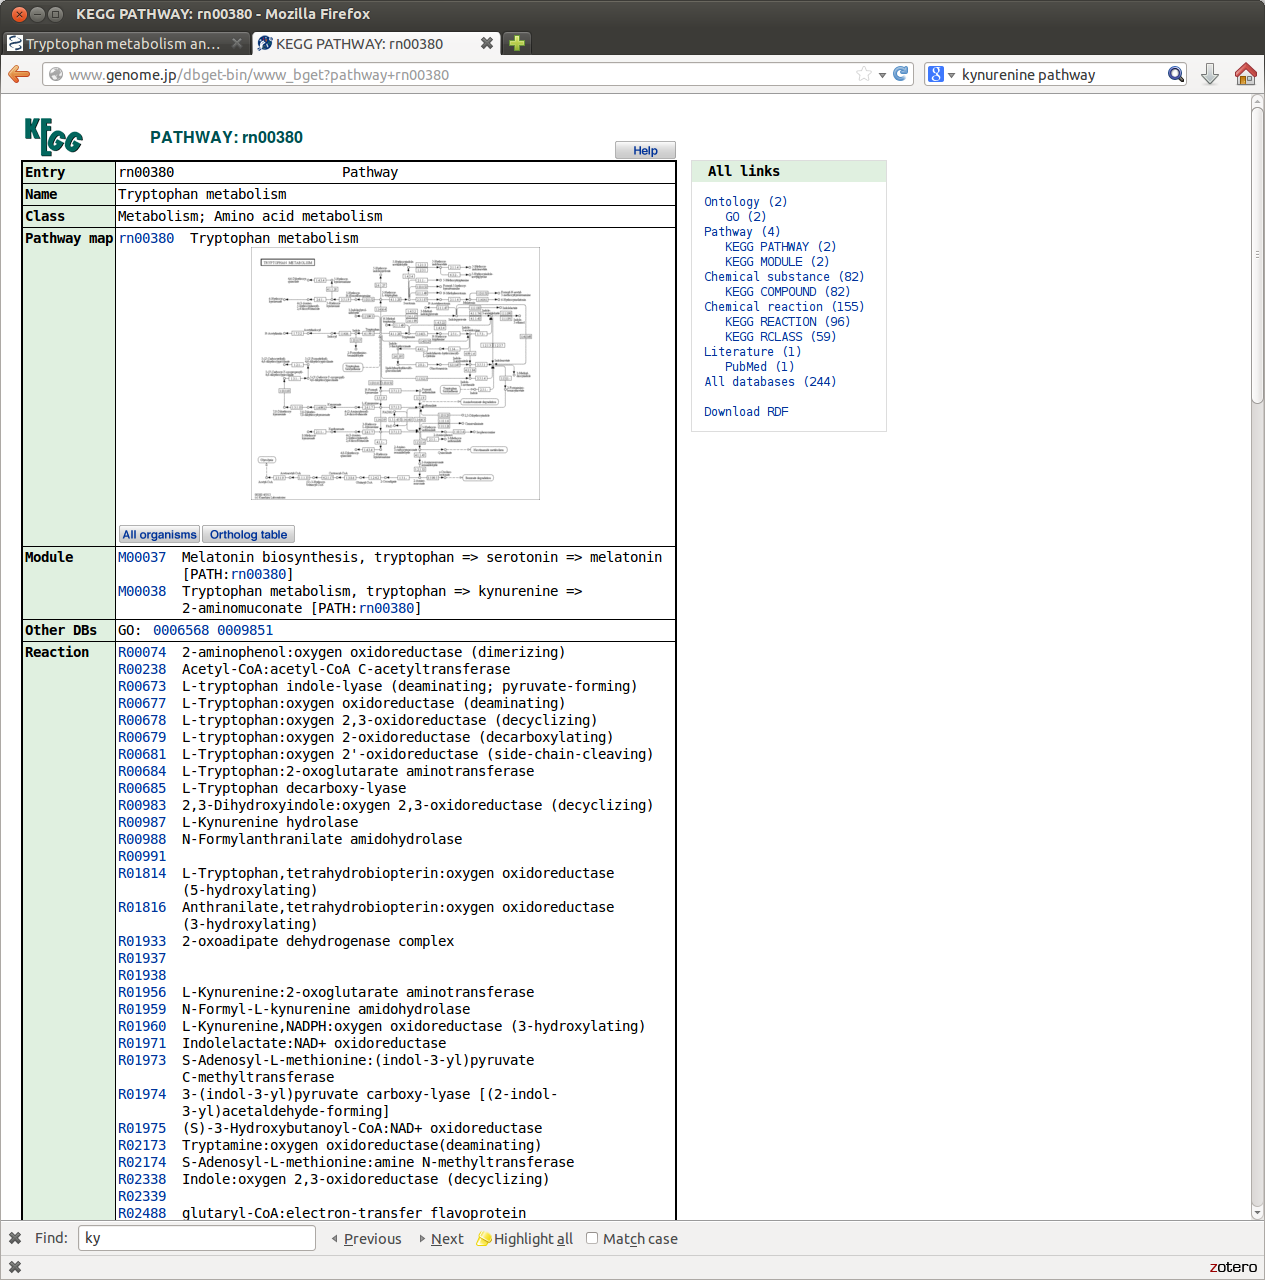 KEGG PATHWAY: rn00380 - Mozilla Firefox
Tryptophan metabolism an...
KEGG PATHWAY: rn00380
www.genome.jp/dbget-bin/www_bget?pathway+rn00380
kynurenine pathway
KEGG
PATHWAY: rn00380
Help
Entry rn00380 Pathway
Name Tryptophan metabolism
Class Metabolism; Amino acid metabolism
Pathway map rn00380 Tryptophan metabolism
TRYPTOPHAN METABOLISM
All organisms Ortholog table
Module M00037 Melatonin biosynthesis, tryptophan => serotonin => melatonin
[PATH:rn00380]
M00038 Tryptophan metabolism, tryptophan => kynurenine =>
2-aminomuconate [PATH:rn00380]
Other DBs GO: 0006568 0009851
Reaction R00074 2-aminophenol:oxygen oxidoreductase (dimerizing)
R00238 Acetyl-CoA:acetyl-CoA C-acetyltransferase
R00673 L-tryptophan indole-lyase (deaminating; pyruvate-forming)
R00677 L-Tryptophan:oxygen oxidoreductase (deaminating)
R00678 L-tryptophan:oxygen 2,3-oxidoreductase (decyclizing)
R00679 L-tryptophan:oxygen 2-oxidoreductase (decarboxylating)
R00681 L-Tryptophan:oxygen 2'-oxidoreductase (side-chain-cleaving)
R00684 L-Tryptophan:2-oxoglutarate aminotransferase
R00685 L-Tryptophan decarboxy-lyase
R00983 2,3-Dihydroxyindole:oxygen 2,3-oxidoreductase (decyclizing)
R00987 L-Kynurenine hydrolase
R00988 N-Formylanthranilate amidohydrolase
R00991
R01814 L-Tryptophan,tetrahydrobiopterin:oxygen oxidoreductase
(5-hydroxylating)
R01816 Anthranilate,tetrahydrobiopterin:oxygen oxidoreductase
(3-hydroxylating)
R01933 2-oxoadipate dehydrogenase complex
R01937
R01938
R01956 L-Kynurenine:2-oxoglutarate aminotransferase
R01959 N-Formyl-L-kynurenine amidohydrolase
R01960 L-Kynurenine,NADPH:oxygen oxidoreductase (3-hydroxylating)
R01971 Indolelactate:NAD+ oxidoreductase
R01973 S-Adenosyl-L-methionine:(indol-3-yl)pyruvate
C-methyltransferase
R01974 3-(indol-3-yl)pyruvate carboxy-lyase [(2-indol-
3-yl)acetaldehyde-forming]
R01975 (S)-3-Hydroxybutanoyl-CoA:NAD+ oxidoreductase
R02173 Tryptamine:oxygen oxidoreductase(deaminating)
R02174 S-Adenosyl-L-methionine:amine N-methyltransferase
R02338 Indole:oxygen 2,3-oxidoreductase (decyclizing)
R02339
R02488 glutaryl-CoA:electron-transfer flavoprotein
All links
Ontology (2)
GO (2)
Pathway (4)
KEGG PATHWAY (2)
KEGG MODULE (2)
Chemical substance (82)
KEGG COMPOUND (82)
Chemical reaction (155)
KEGG REACTION (96)
KEGG RCLASS (59)
Literature (1)
PubMed (1)
All databases (244)
Download RDF
Find: ky Previous Next Highlight all Match case
zotero